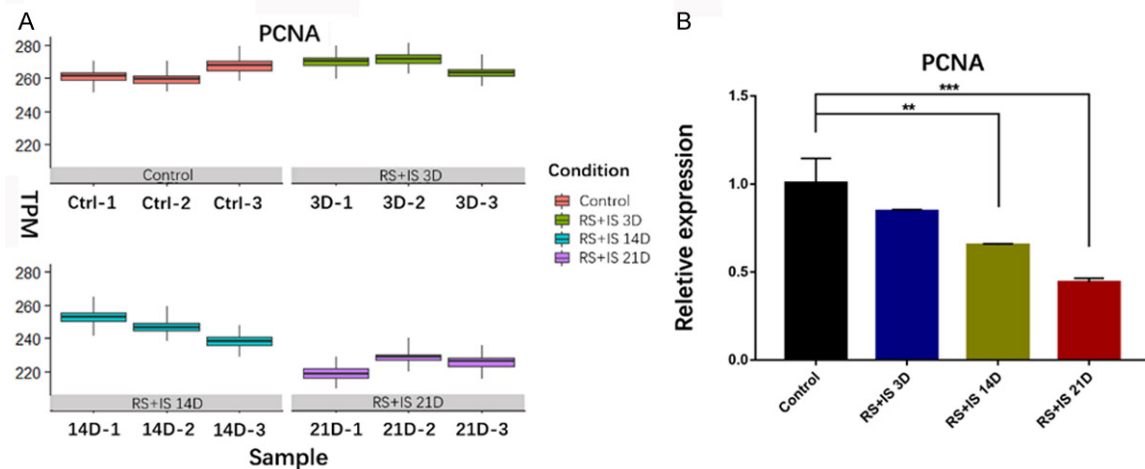 A
PCNA
280
260
240
220
Control
RS+IS 3D
Ctrl-1
Ctrl-2
Ctrl-3
3D-1
3D-2
3D-3
TPM
280
260
240
220
RS+IS 14D
RS+IS 21D
14D-1
14D-2
14D-3
21D-1
21D-2
21D-3
Sample
Condition
Control
RS+IS 3D
RS+IS 14D
RS+IS 21D
B
PCNA
***
**
Reletive expression
1.5
1.0
0.5
0.0
Control
RS+IS 3D
RS+IS 14D
RS+IS 21D